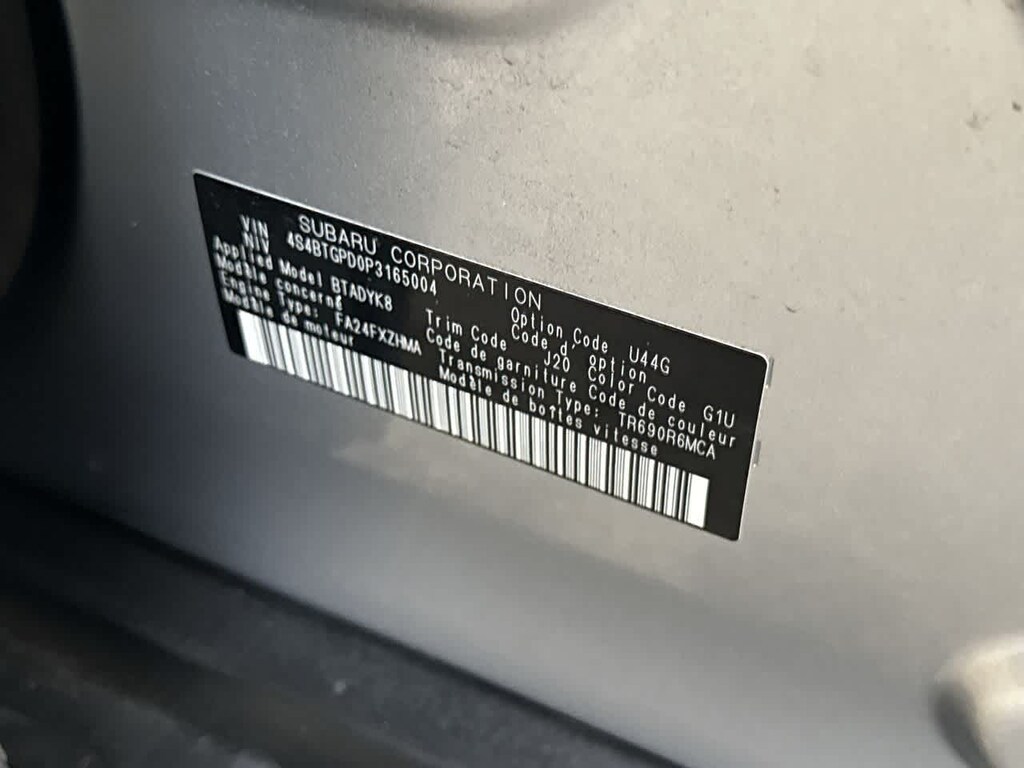 SUBARU CORPORATION
VIN
NIV 4S4BTGPD0P3165004
Option Code U44G
Code d' option
Applied Model BTADYK8
Modèle concerné
Trim Code J20 Color Code G1U
Code de garniture Code de couleur
Engine Type: FA24FXZHMA
Modèle de moteur
Transmission Type: TR690R6MCA
Modèle de boîtes vitesse